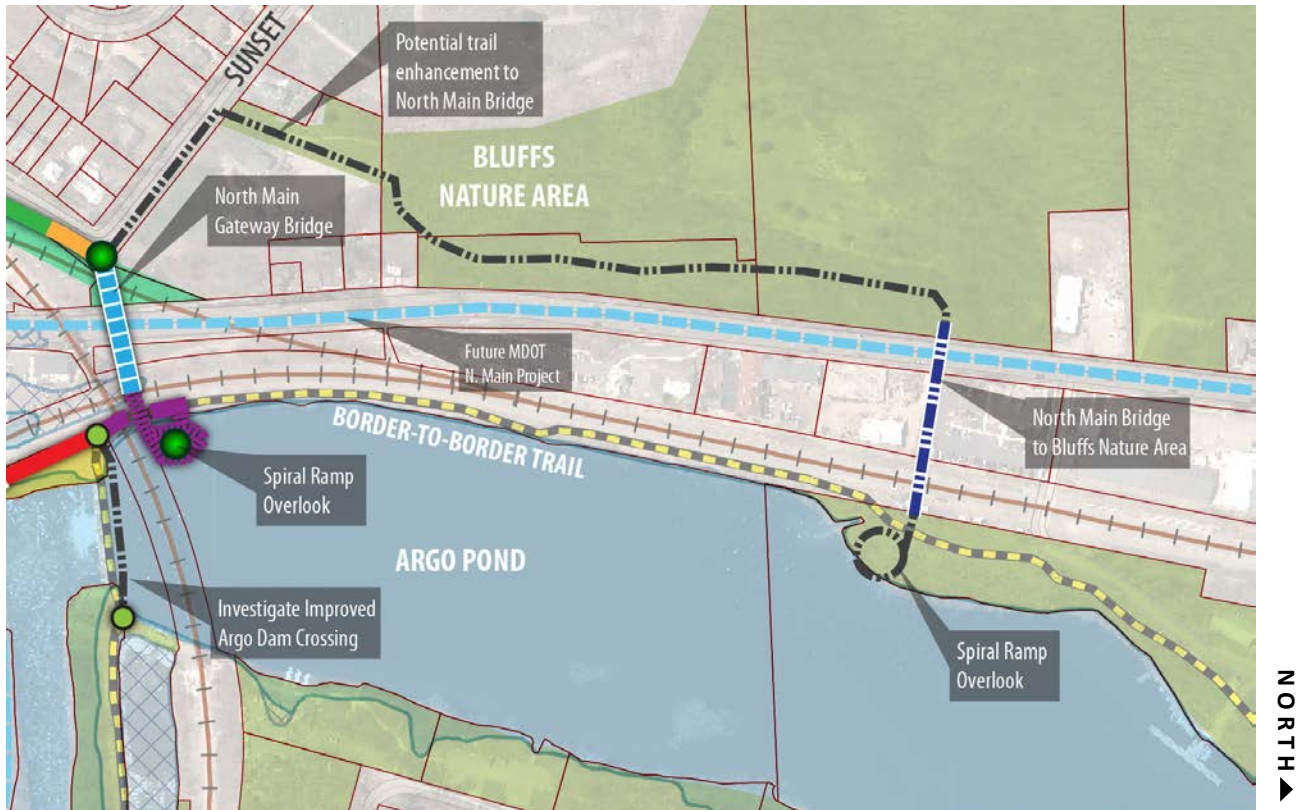 SUNSET
Potential trail
enhancement to
North Main Bridge
BLUFFS
NATURE AREA
North Main
Gateway Bridge
Future MDOT
N. Main Project
BORDER-TO-BORDER TRAIL
North Main Bridge
to Bluffs Nature Area
Spiral Ramp
Overlook
ARGO POND
Investigate Improved
Argo Dam Crossing
Spiral Ramp
Overlook
NORTH